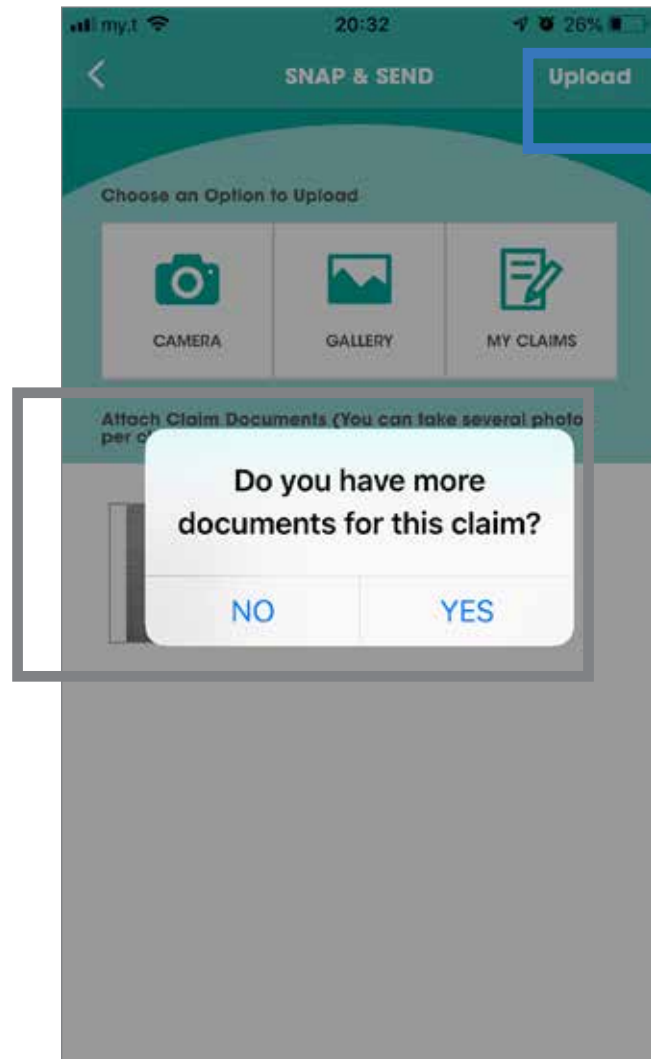 my.t 20:32 26%
SNAP & SEND Upload
Choose an Option to Upload
CAMERA GALLERY MY CLAIMS
Attach Claim Documents (You can take several photo
per
Do you have more
documents for this claim?
NO YES